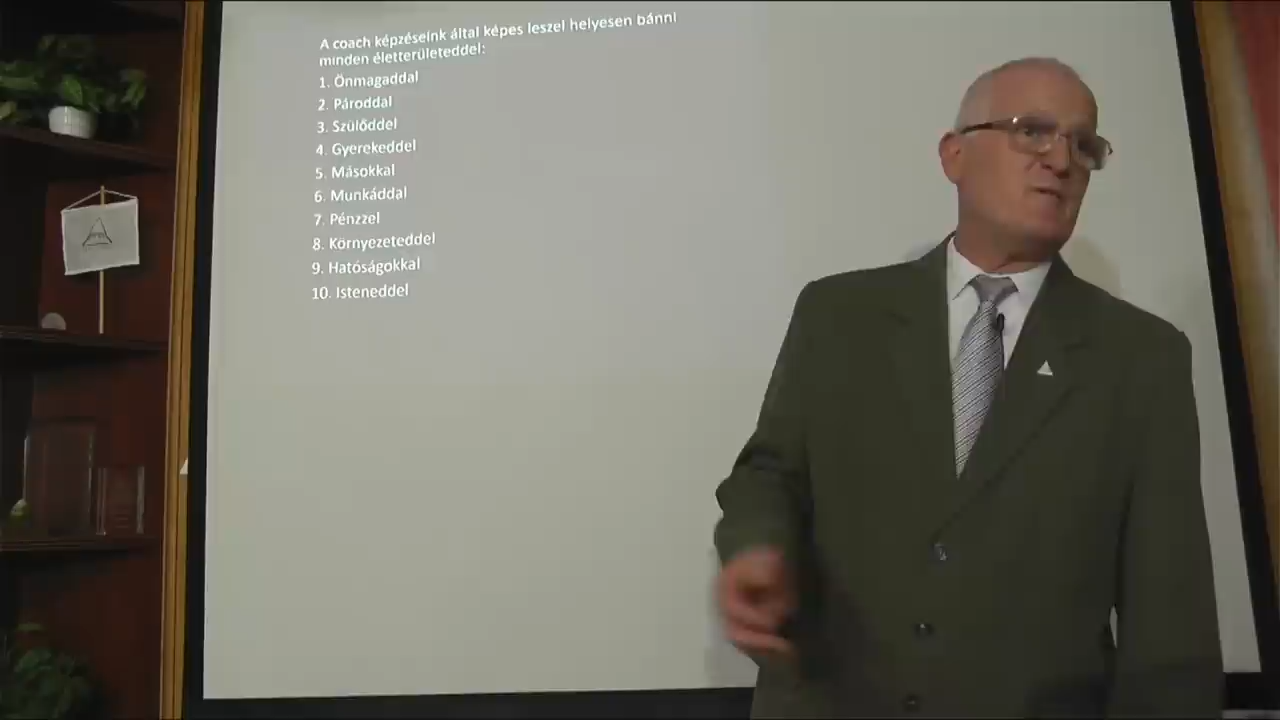 A coach képzéseink által képes leszel helyesen bánni
minden életterületeddel:
1. Önmagaddal
2. Pároddal
3. Szülőddel
4. Gyerekeddel
5. Másokkal
6. Munkáddal
7. Pénzzel
8. Környezeteddel
9. Hatóságokkal
10. Isteneddel